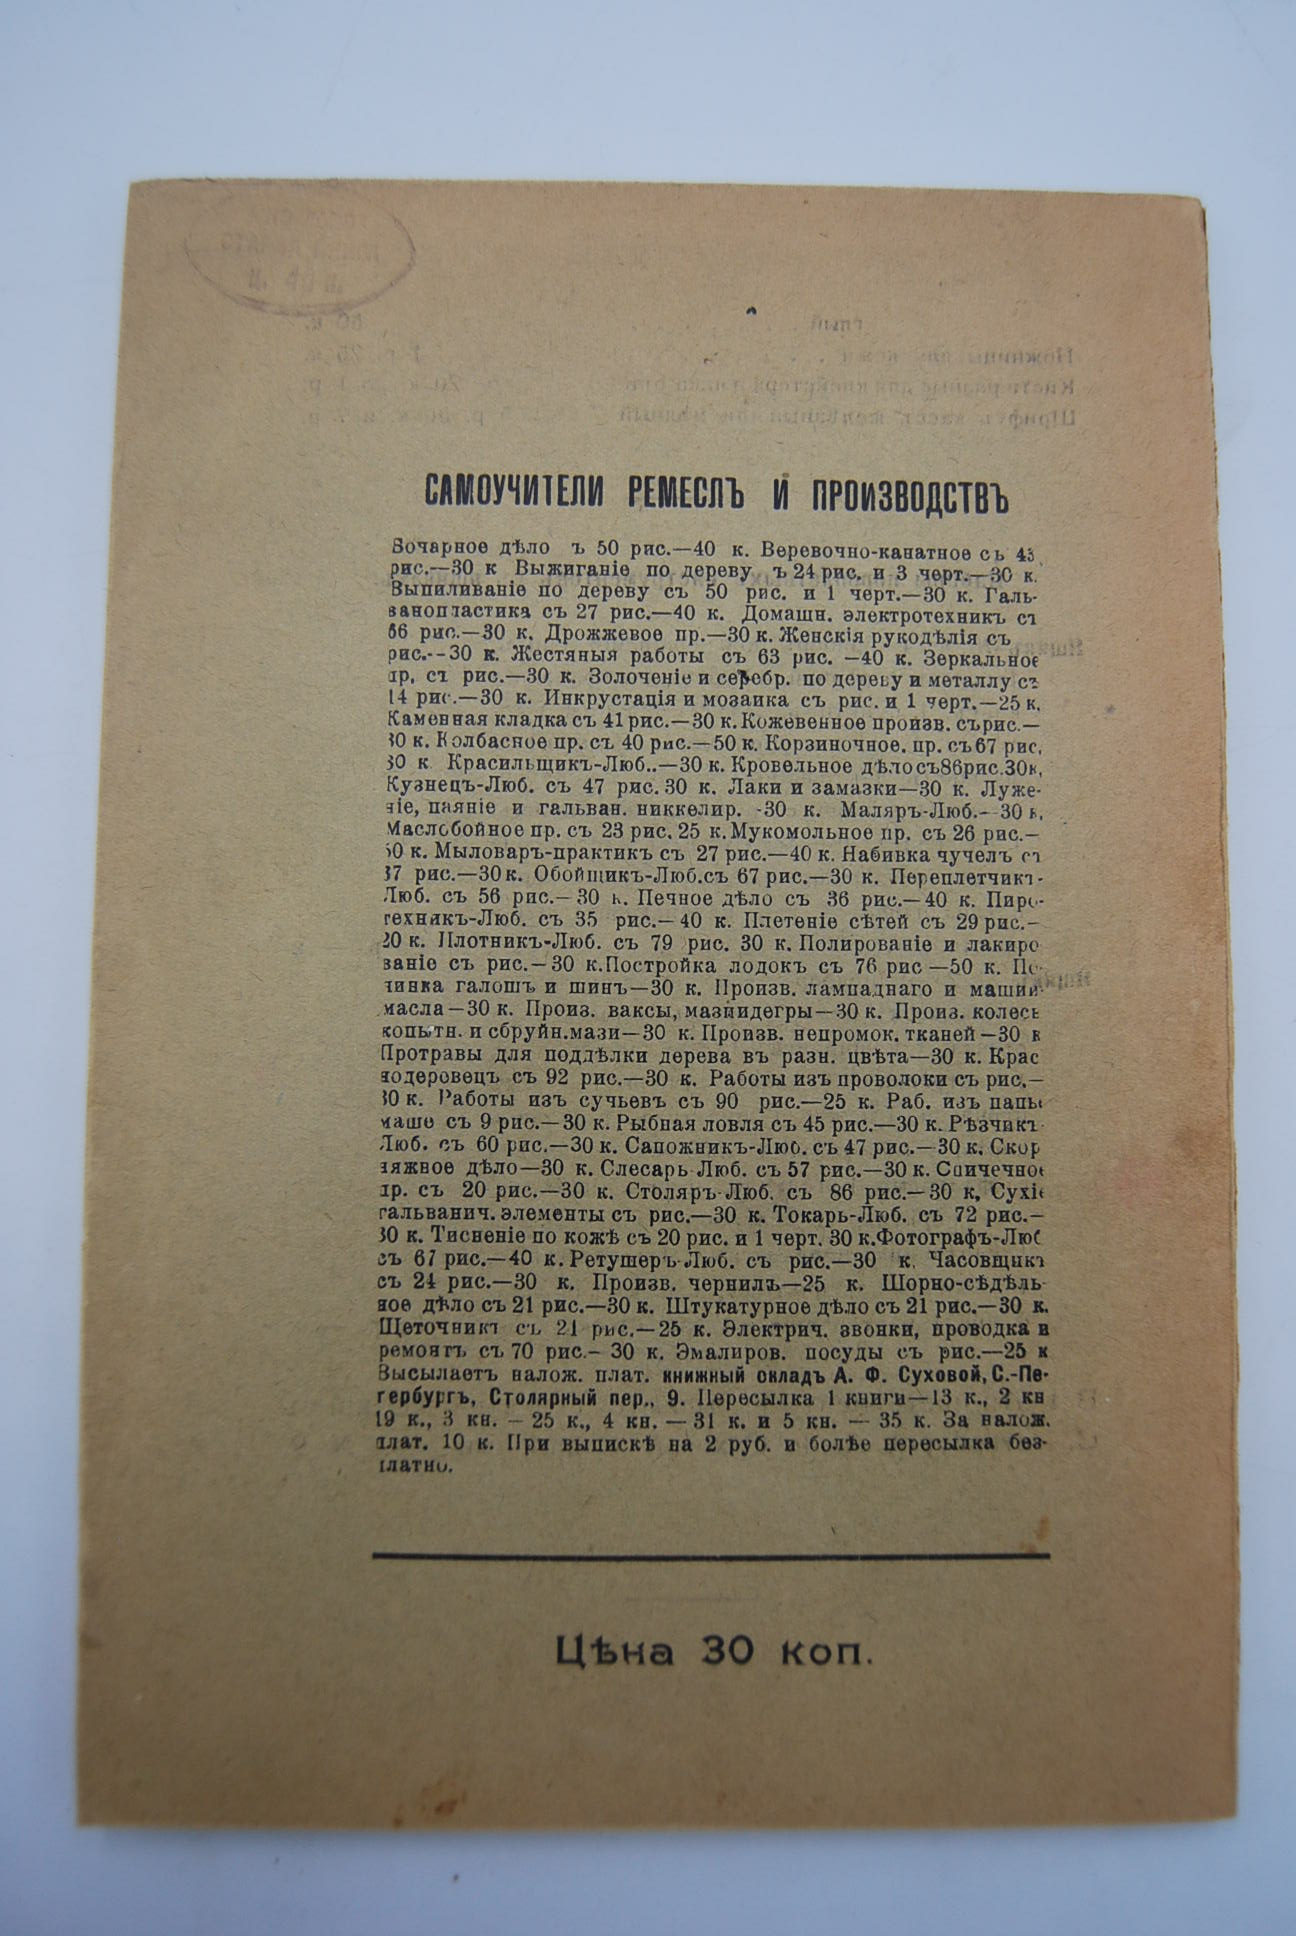 САМОУЧИТЕЛИ РЕМЕСЛЪ И ПРОИЗВОДСТВЪ
Бочарное дѣло ъ 50 рис.—40 к. Веревочно-канатное съ 43
рис.—30 к Выжиганіе по дереву ъ 24 рис. и 3 черт.—30 к.
Выпиливаніе по дереву съ 50 рис. и 1 черт.—30 к. Галь-
ванопластика съ 27 рис.—40 к. Домашн. электротехникъ съ
66 рис.—30 к. Дрожжевое пр.—30 к. Женскія рукодѣлія съ
рис.--30 к. Жестяныя работы съ 63 рис. —40 к. Зеркальное
пр. съ рис.—30 к. Золоченіе и серебр. по дереву и металлу съ
14 рис.—30 к. Инкрустація и мозаика съ рис. и 1 черт.—25 к.
Каменная кладка съ 41 рис.—30 к. Кожевенное произв. съ рис.—
30 к. Колбасное пр. съ 40 рис.—50 к. Корзиночное. пр. съ 67 рис.
30 к. Красильщикъ-Люб..—30 к. Кровельное дѣло съ 86 рис. 30 к.
Кузнецъ-Люб. съ 47 рис. 30 к. Лаки и замазки—30 к. Луже-
ніе, паяніе и гальван. никкелир. -30 к. Маляръ-Люб.—30 к.
Маслобойное пр. съ 23 рис. 25 к. Мукомольное пр. съ 26 рис.—
к. Мыловаръ-практикъ съ 27 рис.—40 к. Набивка чучелъ съ
37 рис.—30 к. Обойщикъ-Люб. съ 67 рис.—30 к. Переплетчикъ-
Люб. съ 56 рис.—30 к. Печное дѣло съ 36 рис.—40 к. Пиро-
техникъ-Люб. съ 35 рис.—40 к. Плетеніе сѣтей съ 29 рис.—
20 к. Плотникъ-Люб. съ 79 рис. 30 к. Полированіе и лакиро
ваніе съ рис.—30 к. Постройка лодокъ съ 76 рис —50 к. По-
чинка галошъ и шинъ—30 к. Произв. лампаднаго и машин-
масла—30 к. Произ. ваксы, мази и дегры—30 к. Произ. колесн
копытн. и сбруйн. мази—30 к. Произв. непромок. тканей—30 к
Протравы для поддѣлки дерева въ разн. цвѣта—30 к. Крас
нодеровецъ съ 92 рис.—30 к. Работы изъ проволоки съ рис.—
30 к. Работы изъ сучьевъ съ 90 рис.—25 к. Раб. изъ папье
маше съ 9 рис.—30 к. Рыбная ловля съ 45 рис.—30 к. Рѣзчикъ-
Люб. съ 60 рис.—30 к. Сапожникъ-Люб. съ 47 рис.—30 к. Скор
няжное дѣло—30 к. Слесарь-Люб. съ 57 рис.—30 к. Спичечное
пр. съ 20 рис.—30 к. Столяръ-Люб. съ 86 рис.—30 к. Сухіе
гальванич. элементы съ рис.—30 к. Токарь-Люб. съ 72 рис.—
30 к. Тисненіе по кожѣ съ 20 рис. и 1 черт. 30 к. Фотографъ-Люб
съ 67 рис.—40 к. Ретушеръ-Люб. съ рис.—30 к. Часовщикъ
съ 24 рис.—30 к. Произв. чернилъ—25 к. Шорно-сѣдѣль-
ное дѣло съ 21 рис.—30 к. Штукатурное дѣло съ 21 рис.—30 к.
Щеточникъ съ 21 рис.—25 к. Электрич. звонки, проводка и
ремонтъ съ 70 рис.—30 к. Эмалиров. посуды съ рис.—25 к
Высылаетъ налож. плат. книжный складъ А. Ф. Суховой, С.-Пе-
тербургъ, Столярный пер., 9. Пересылка 1 книги—13 к., 2 кн
19 к., 3 кн. — 25 к., 4 кн. — 31 к. и 5 кн. — 35 к. За налож.
плат. 10 к. При выпискѣ на 2 руб. и болѣе пересылка без-
платно.
Цѣна 30 коп.